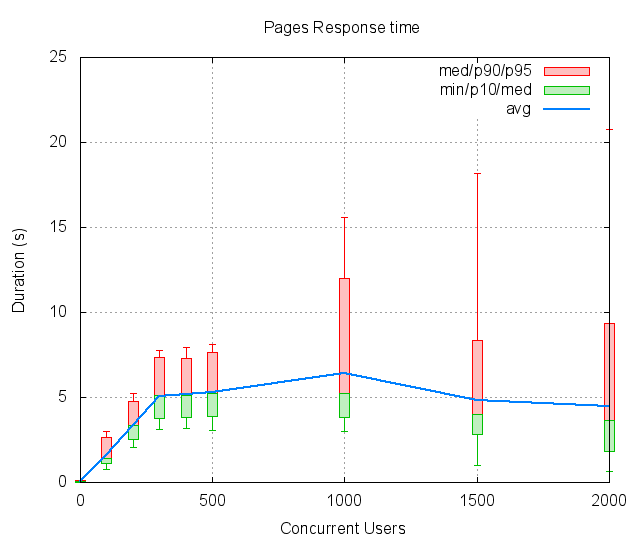 Pages Response time
25
20
15
10
5
0
Duration (s)
med/p90/p95
min/p10/med
avg
0 500 1000 1500 2000
Concurrent Users